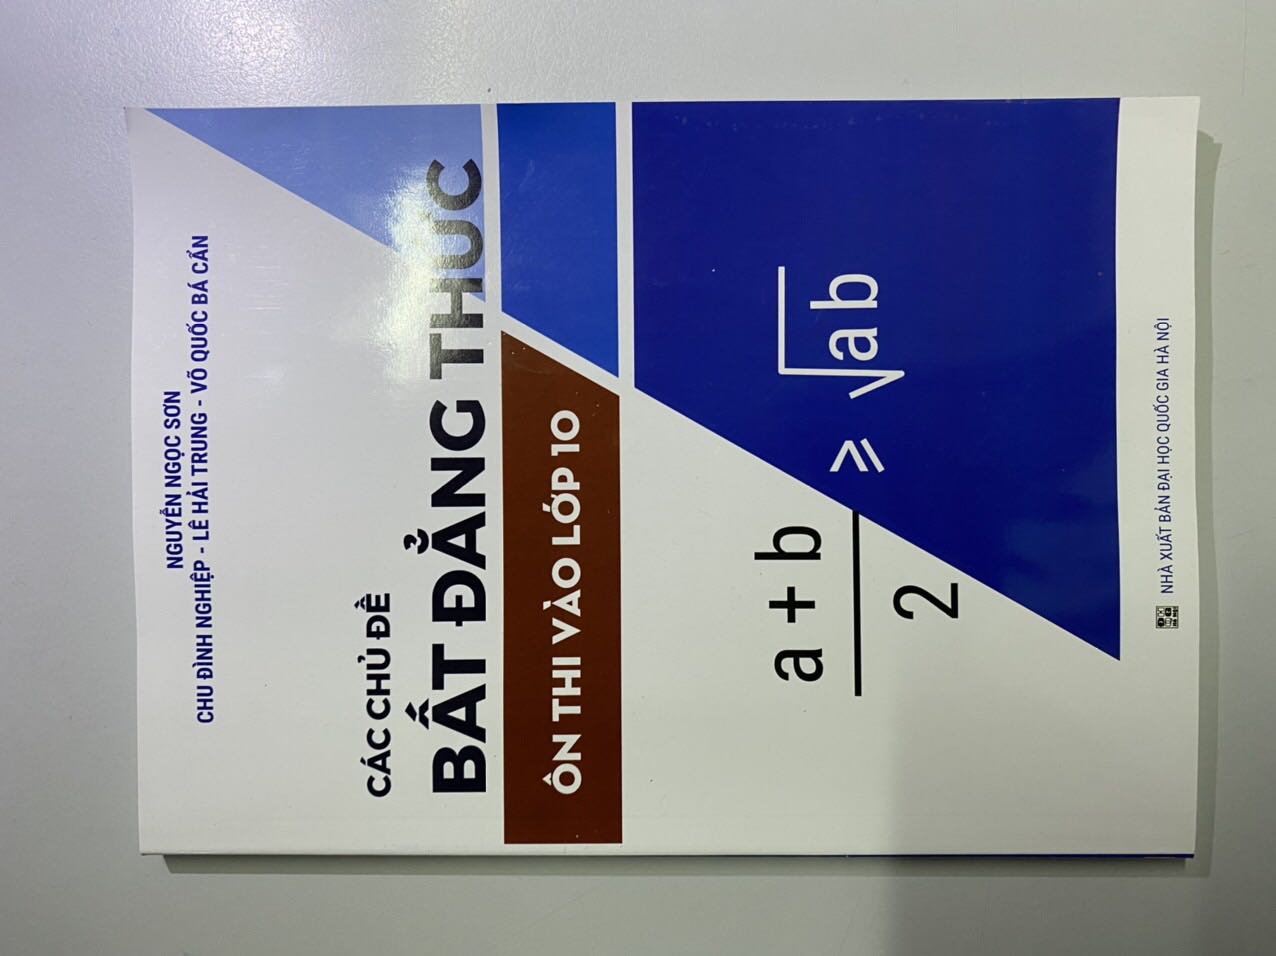 NGUYỄN NGỌC SƠN
CHU ĐÌNH NGHIỆP - LÊ HẢI TRUNG - VÕ QUỐC BÁ CẨN
CÁC CHỦ ĐỀ
BẤT ĐẲNG THỨC
ÔN THI VÀO LỚP 10
a + b
2
⩾ √ab
NHÀ XUẤT BẢN ĐẠI HỌC QUỐC GIA HÀ NỘI